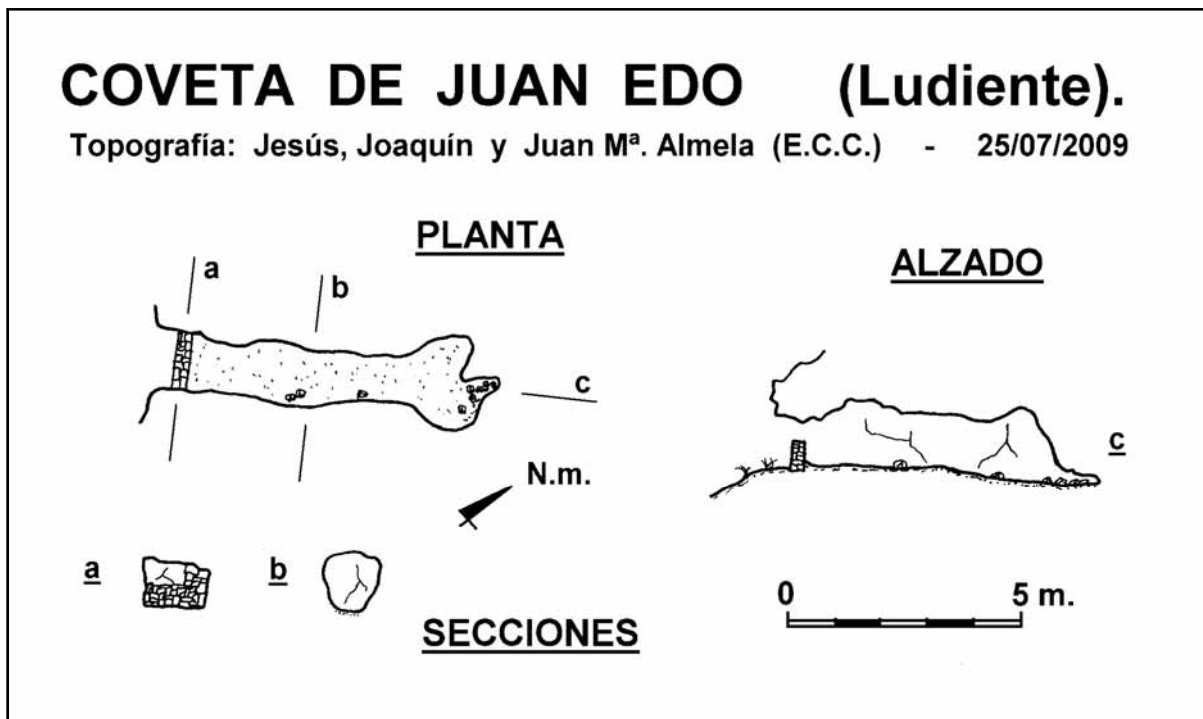 COVETA DE JUAN EDO (Ludiente).
Topografía: Jesús, Joaquín y Juan Mª. Almela (E.C.C.) - 25/07/2009
PLANTA
ALZADO
a
b
c
N.m.
c
a
b
0 5 m.
SECCIONES